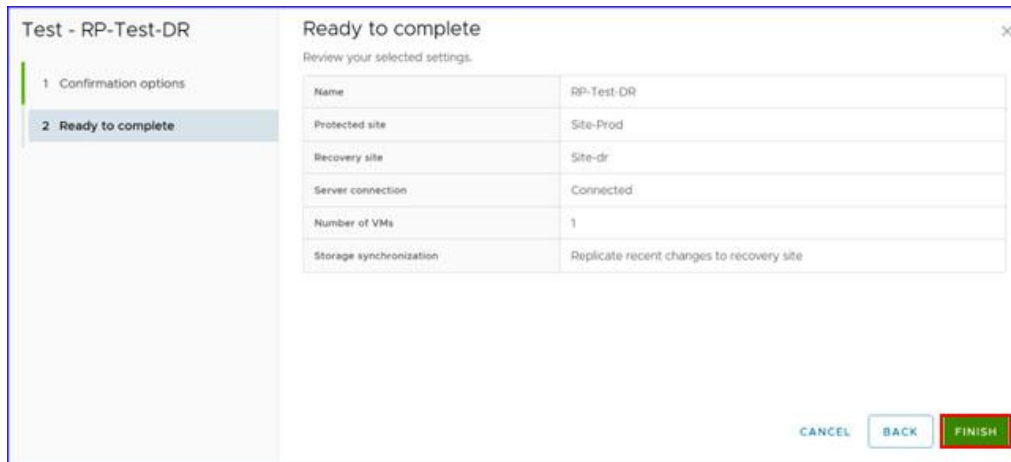 Test - RP-Test-DR
1 Confirmation options
2 Ready to complete
Ready to complete
Review your selected settings.
Name RP-Test-DR
Protected site Site-Prod
Recovery site Site-dr
Server connection Connected
Number of VMs 1
Storage synchronization Replicate recent changes to recovery site
CANCEL BACK FINISH